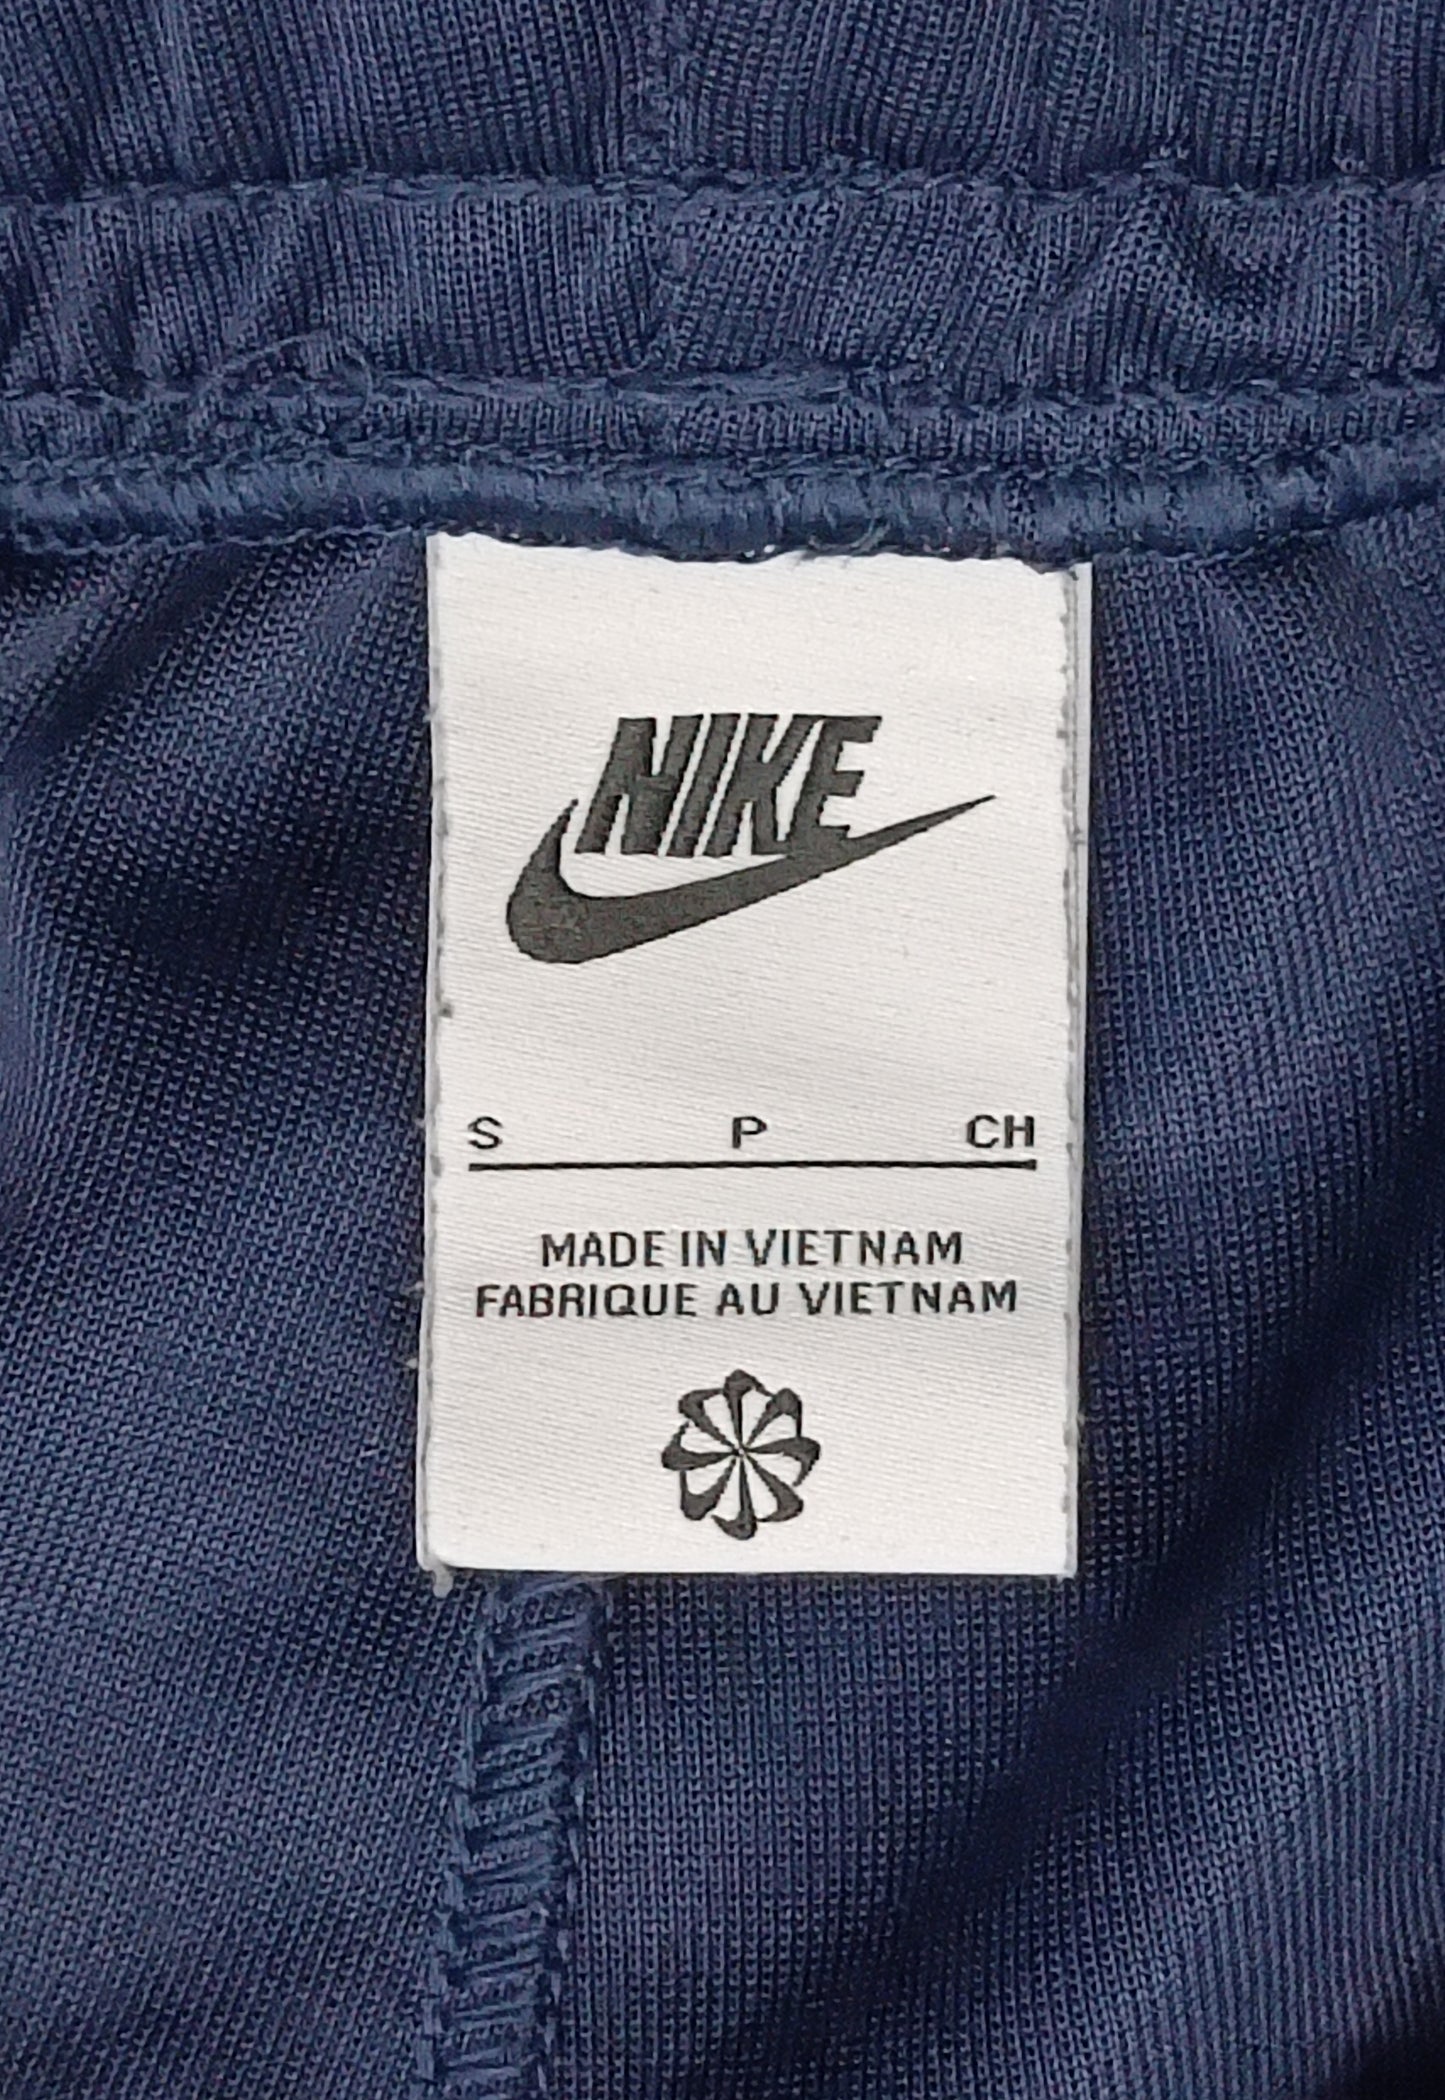 NIKE
S P CH
MADE IN VIETNAM
FABRIQUE AU VIETNAM